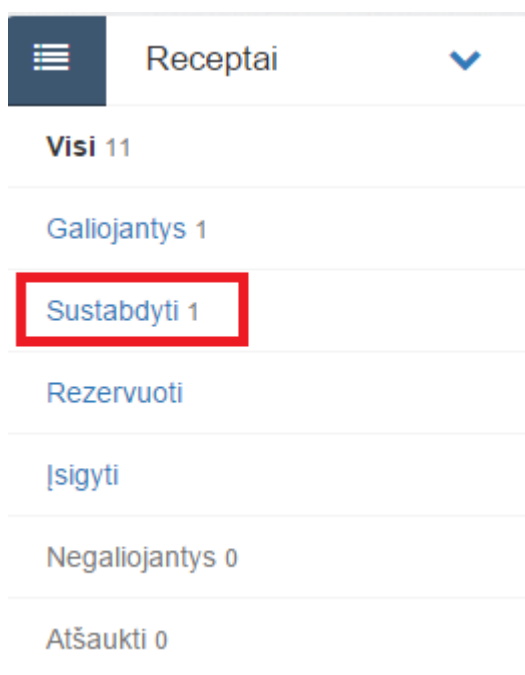 Receptai
Visi 11
Galiojantys 1
Sustabdyti 1
Rezervuoti
Įsigyti
Negaliojantys 0
Atšaukti 0